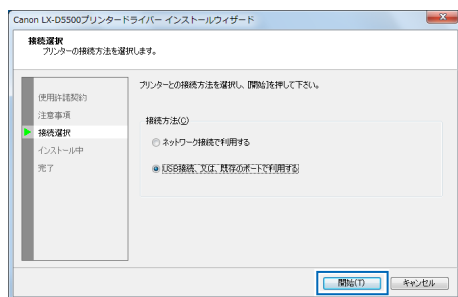 Canon LX-D5500プリンタードライバー インストールウィザード
接続選択
プリンターの接続方法を選択します。
使用許諾契約
注意事項
接続選択
インストール中
完了
プリンターとの接続方法を選択し、[開始]を押して下さい。
接続方法(O)
ネットワーク接続で利用する
USB接続、又は、既存のポートで利用する
開始(T)
キャンセル